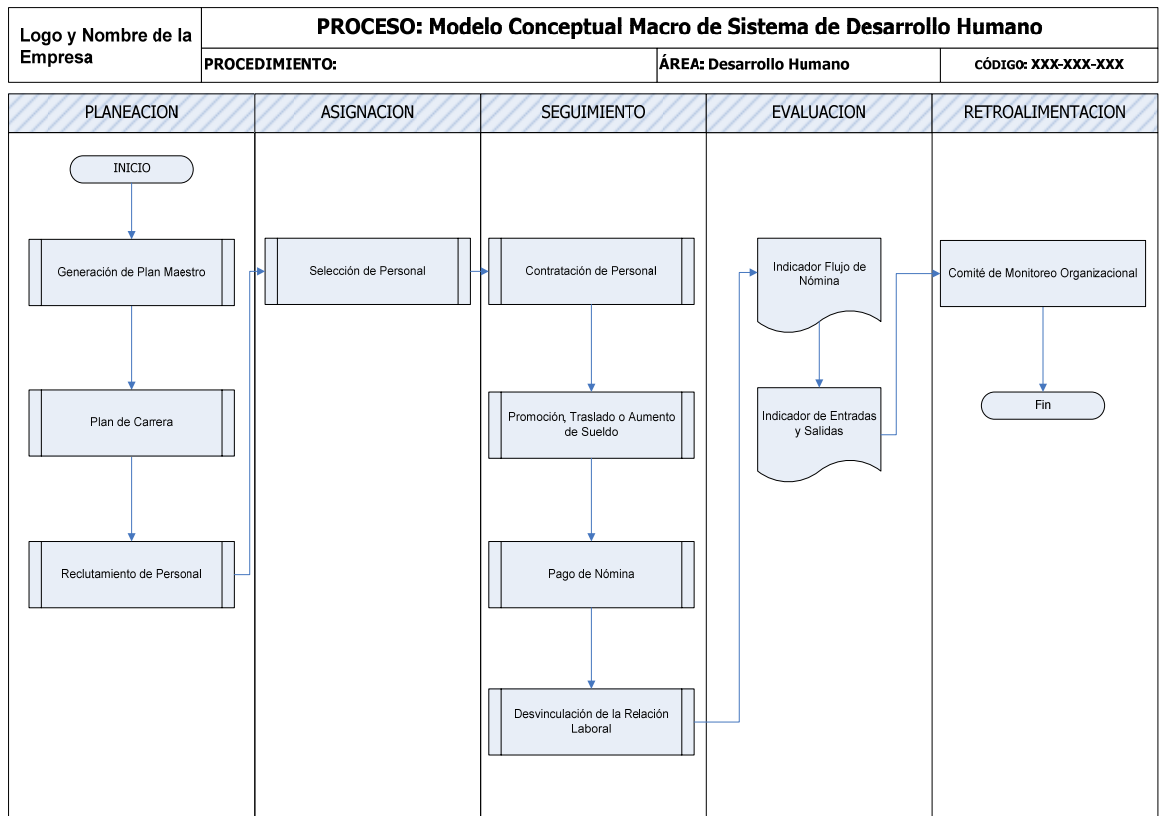 Logo y Nombre de la
Empresa
PROCESO: Modelo Conceptual Macro de Sistema de Desarrollo Humano
PROCEDIMIENTO:
ÁREA: Desarrollo Humano
CÓDIGO: XXX-XXX-XXX
PLANEACION
ASIGNACION
SEGUIMIENTO
EVALUACION
RETROALIMENTACION
INICIO
Generación de Plan Maestro
Plan de Carrera
Reclutamiento de Personal
Selección de Personal
Contratación de Personal
Promoción, Traslado o Aumento
de Sueldo
Pago de Nómina
Desvinculación de la Relación
Laboral
Indicador Flujo de
Nómina
Indicador de Entradas
y Salidas
Comité de Monitoreo Organizacional
Fin